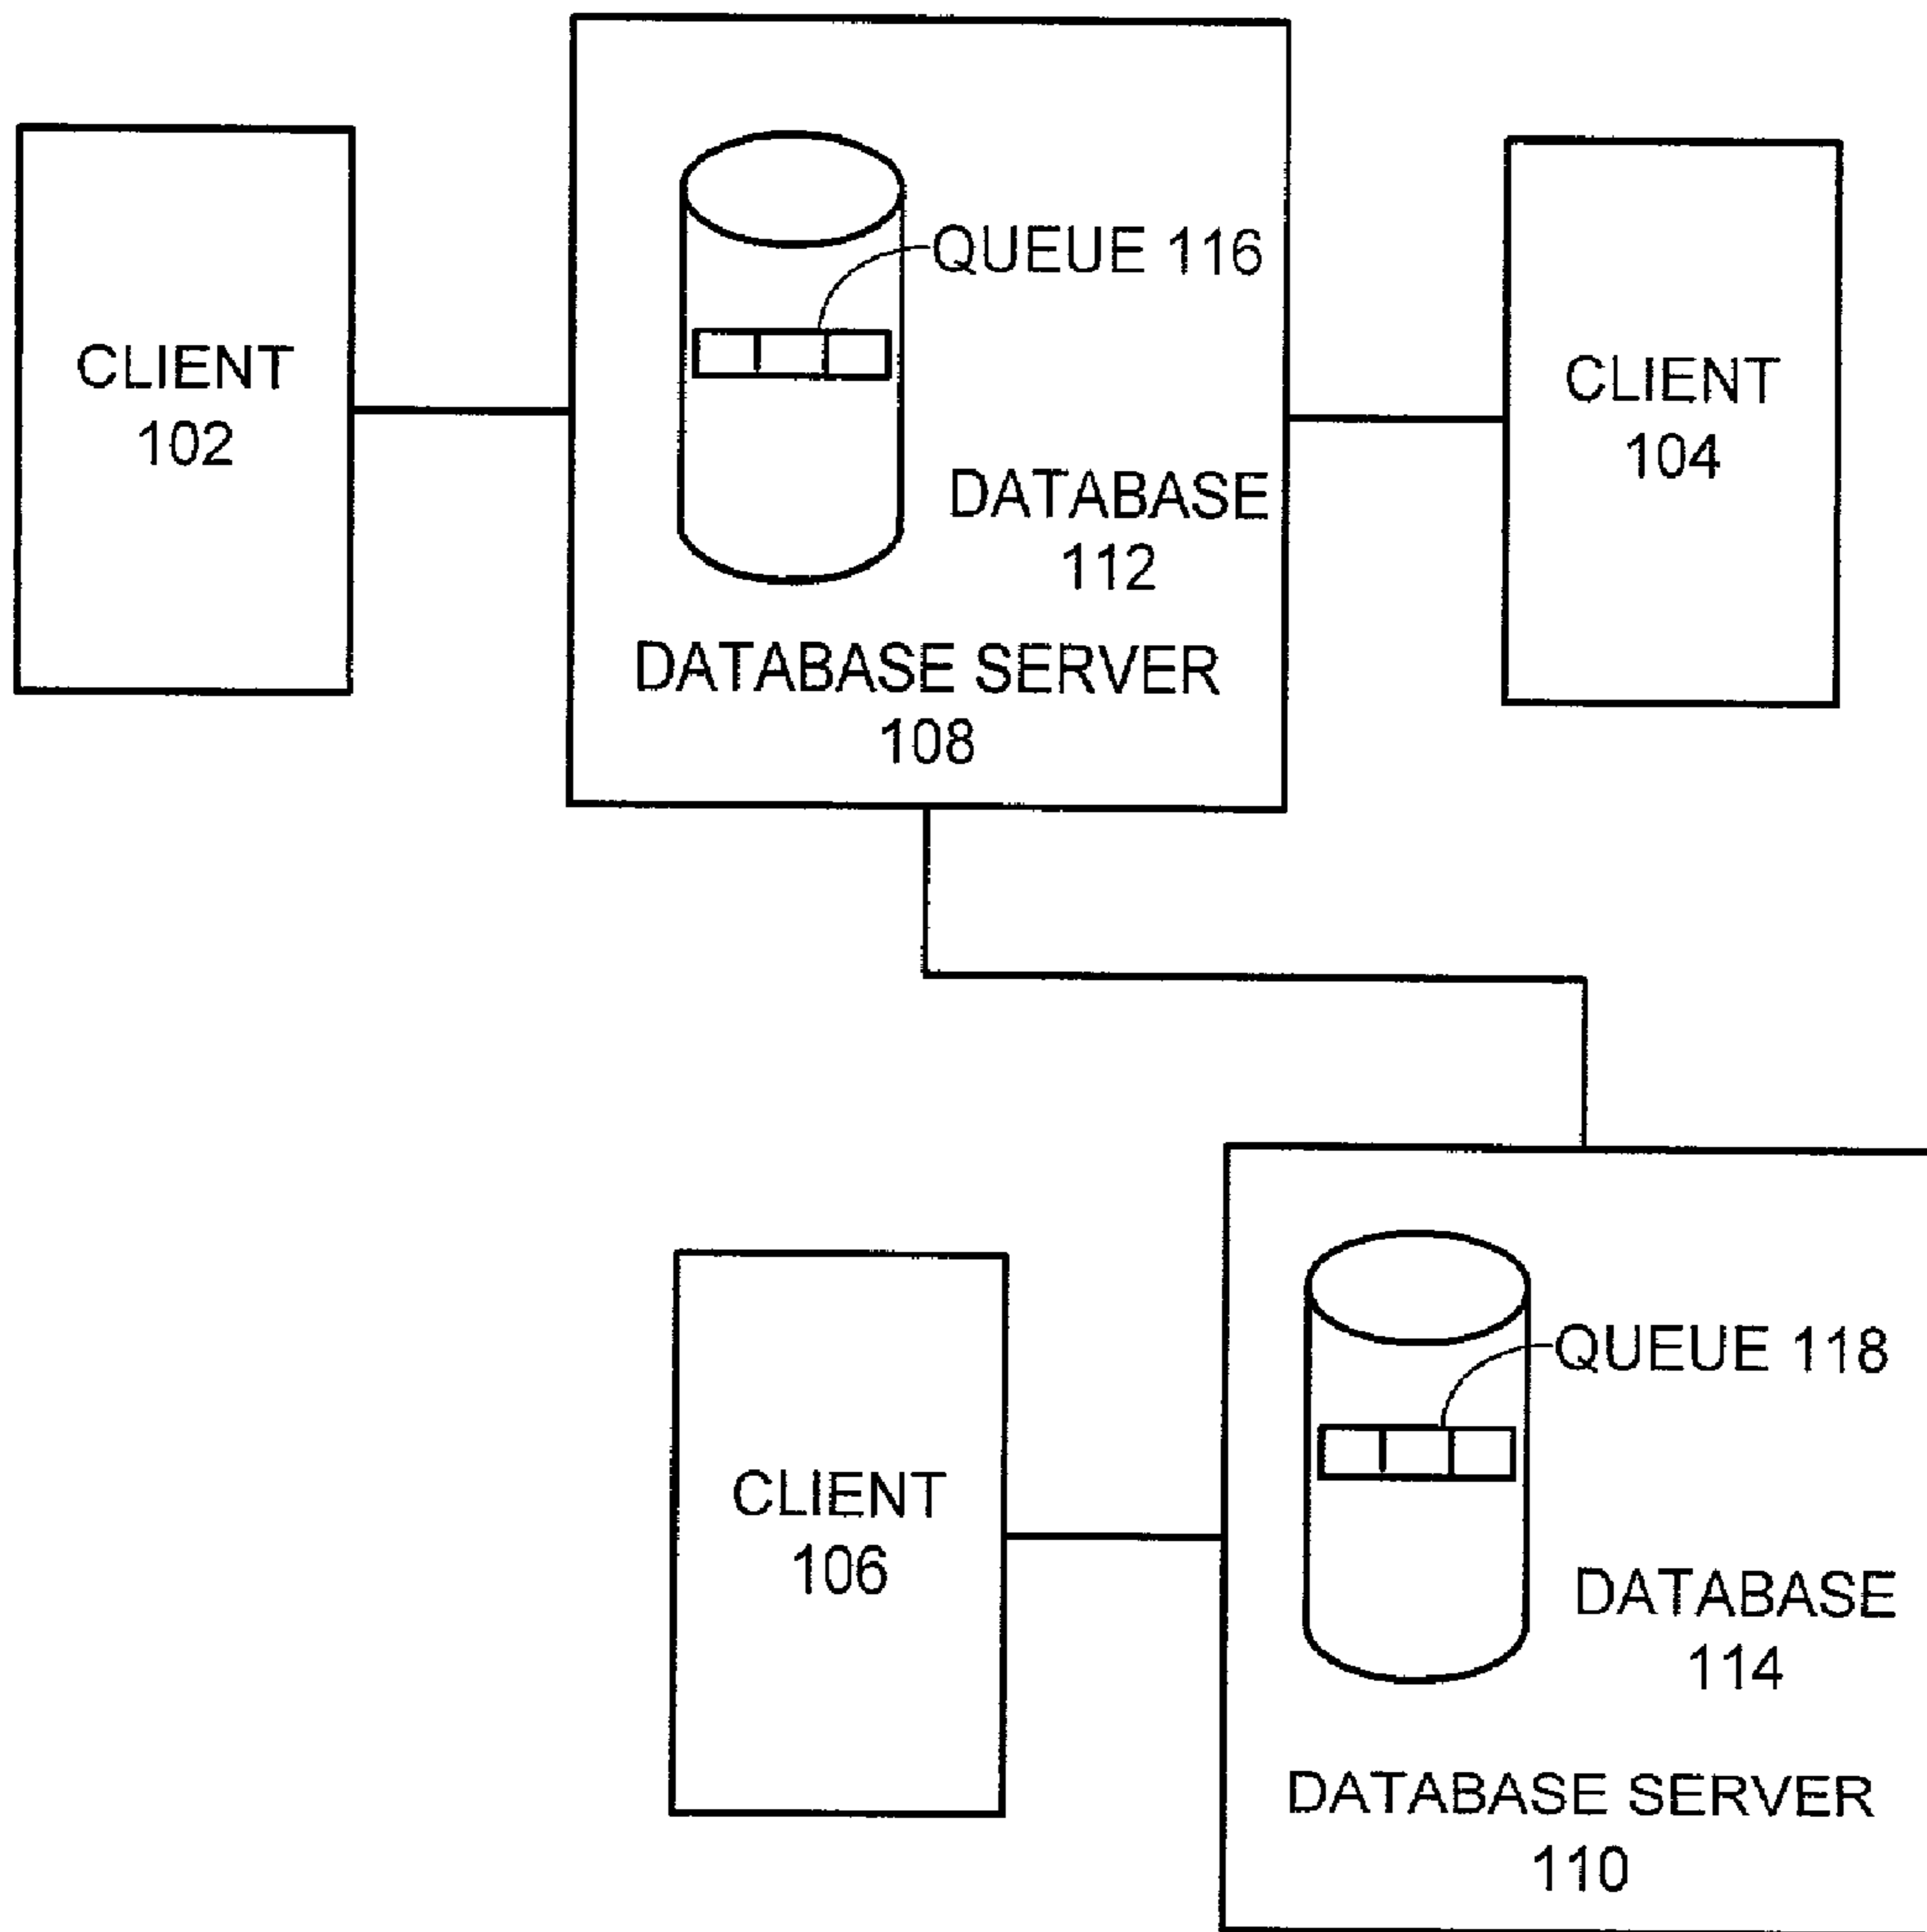 QUEUE 116
CLIENT
102
CLIENT
104
DATABASE
112
DATABASE SERVER
108
QUEUE 118
CLIENT
106
DATABASE
114
DATABASE SERVER
110